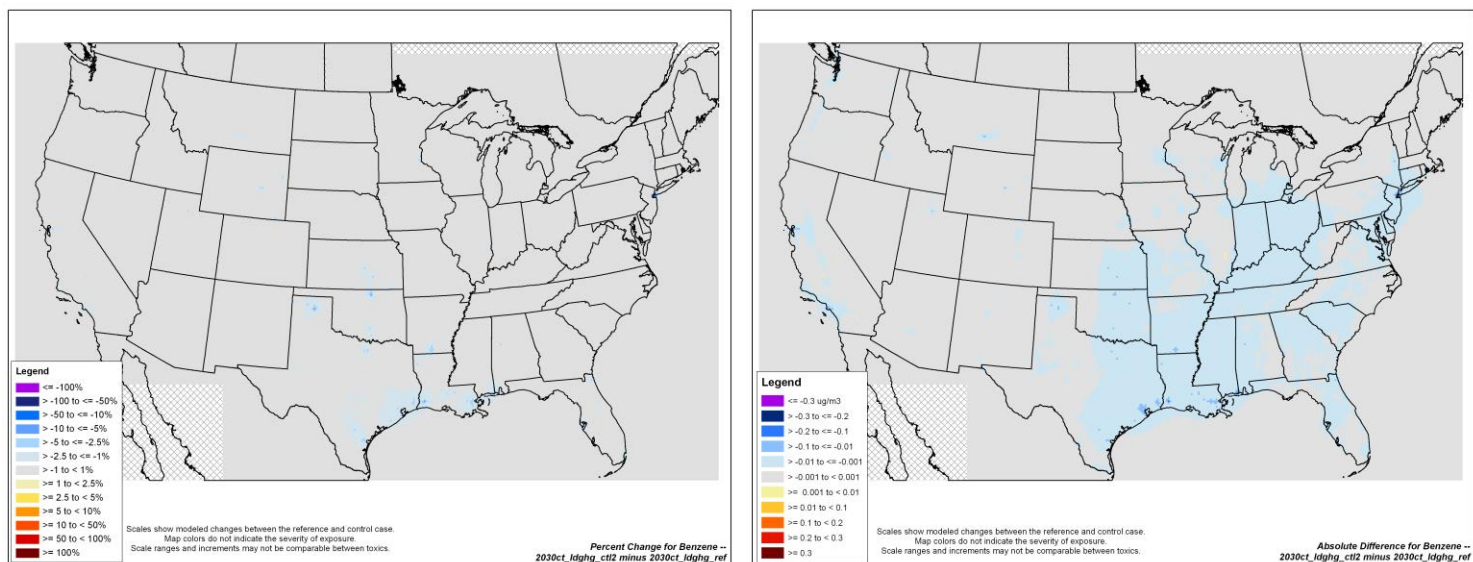 Legend
<= -100%
> -100 to <= -50%
> -50 to <= -10%
> -10 to <= -5%
> -5 to <= -2.5%
> -2.5 to <= -1%
> -1 to < 1%
>= 1 to < 2.5%
>= 2.5 to < 5%
>= 5 to < 10%
>= 10 to < 50%
>= 50 to < 100%
>= 100%
Scales show modeled changes between the reference and control case.
Map colors do not indicate the severity of exposure.
Scale ranges and increments may not be comparable between toxics.
Percent Change for Benzene --
2030ct_ldghg_ctl2 minus 2030ct_ldghg_ref
Legend
<= -0.3 ug/m3
> -0.3 to <= -0.2
> -0.2 to <= -0.1
> -0.1 to <= -0.01
> -0.01 to <= -0.001
> -0.001 to < 0.001
>= 0.001 to < 0.01
>= 0.01 to < 0.1
>= 0.1 to < 0.2
>= 0.2 to < 0.3
>= 0.3
Scales show modeled changes between the reference and control case.
Map colors do not indicate the severity of exposure.
Scale ranges and increments may not be comparable between toxics.
Absolute Difference for Benzene --
2030ct_ldghg_ctl2 minus 2030ct_ldghg_ref